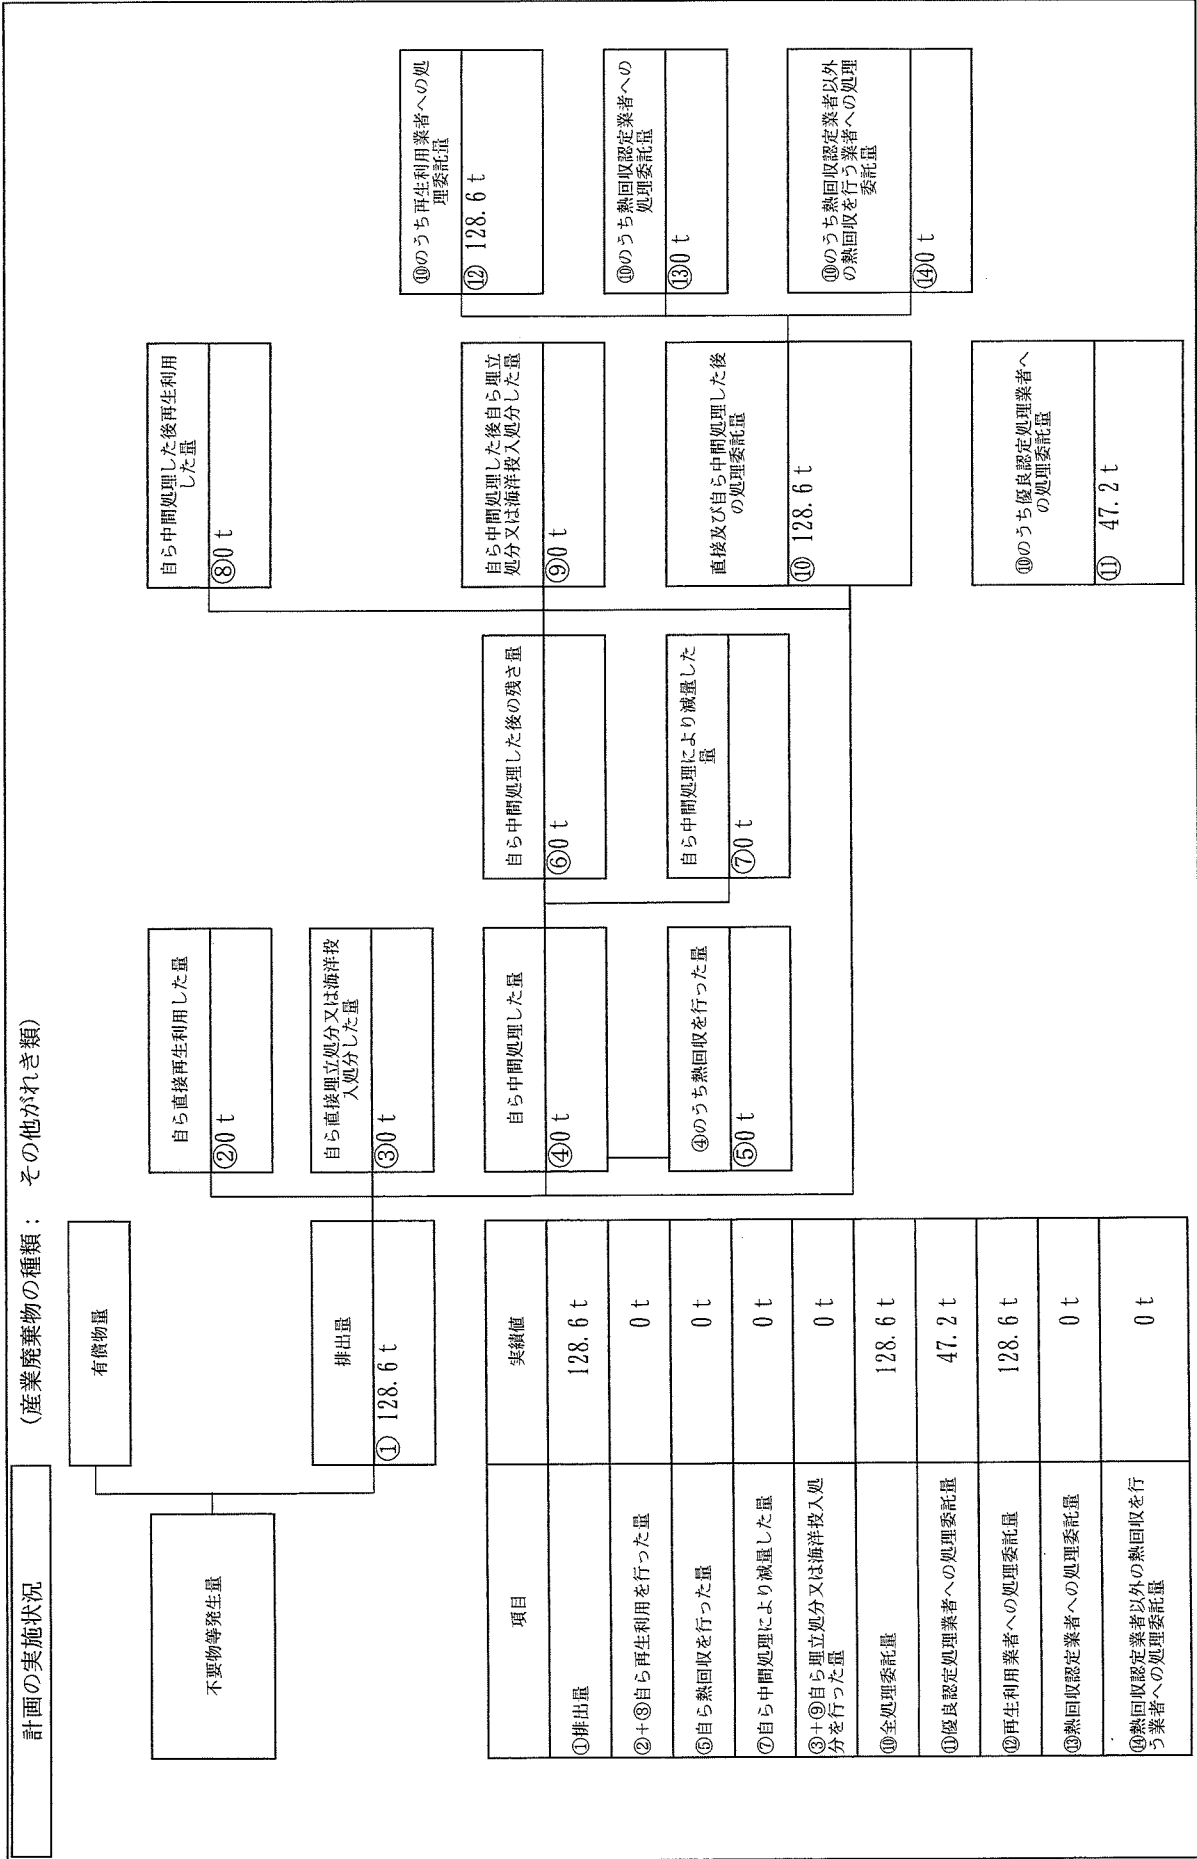 計画の実施状況
（産業廃棄物の種類： その他がれき類）
不要物等発生量
有償物量
排出量
① 128.6 t
自ら直接再生利用した量
②0 t
自ら直接埋立処分又は海洋投
入処分した量
③0 t
自ら中間処理した量
④0 t
④のうち熱回収を行った量
⑤0 t
自ら中間処理した後の残さ量
⑥0 t
自ら中間処理により減量した
量
⑦0 t
自ら中間処理した後再生利用
した量
⑧0 t
自ら中間処理した後自ら埋立
処分又は海洋投入処分した量
⑨0 t
直接及び自ら中間処理した後
の処理委託量
⑩ 128.6 t
⑩のうち優良認定処理業者へ
の処理委託量
⑪ 47.2 t
⑩のうち再生利用業者への処
理委託量
⑫ 128.6 t
⑩のうち熱回収認定業者への
処理委託量
⑬0 t
⑩のうち熱回収認定業者以外
の熱回収を行う業者への処理
委託量
⑭0 t
項目 実績値
①排出量 128.6 t
②+⑧自ら再生利用を行った量 0 t
⑤自ら熱回収を行った量 0 t
⑦自ら中間処理により減量した量 0 t
③+⑨自ら埋立処分又は海洋投入処
分を行った量 0 t
⑩全処理委託量 128.6 t
⑪優良認定処理業者への処理委託量 47.2 t
⑫再生利用業者への処理委託量 128.6 t
⑬熱回収認定業者への処理委託量 0 t
⑭熱回収認定業者以外の熱回収を行
う業者への処理委託量 0 t